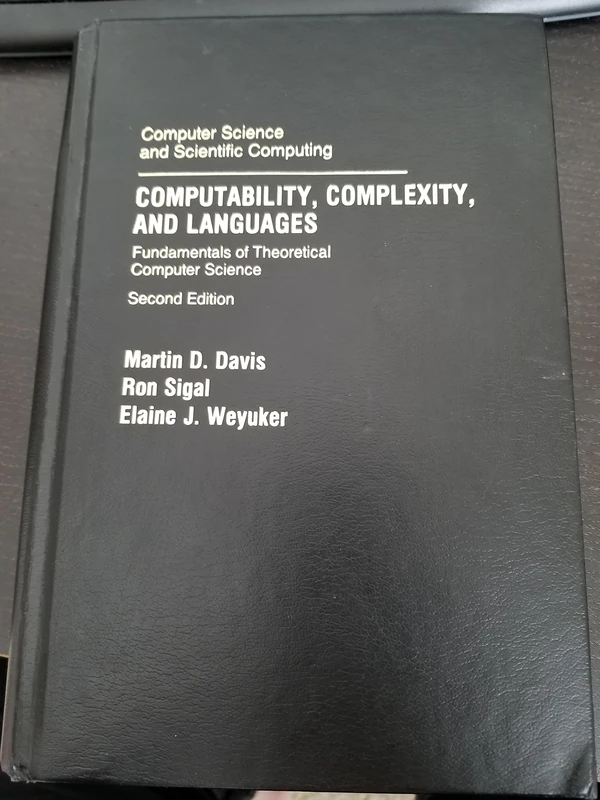 Computer Science
and Scientific Computing
COMPUTABILITY, COMPLEXITY,
AND LANGUAGES
Fundamentals of Theoretical
Computer Science
Second Edition
Martin D. Davis
Ron Sigal
Elaine J. Weyuker